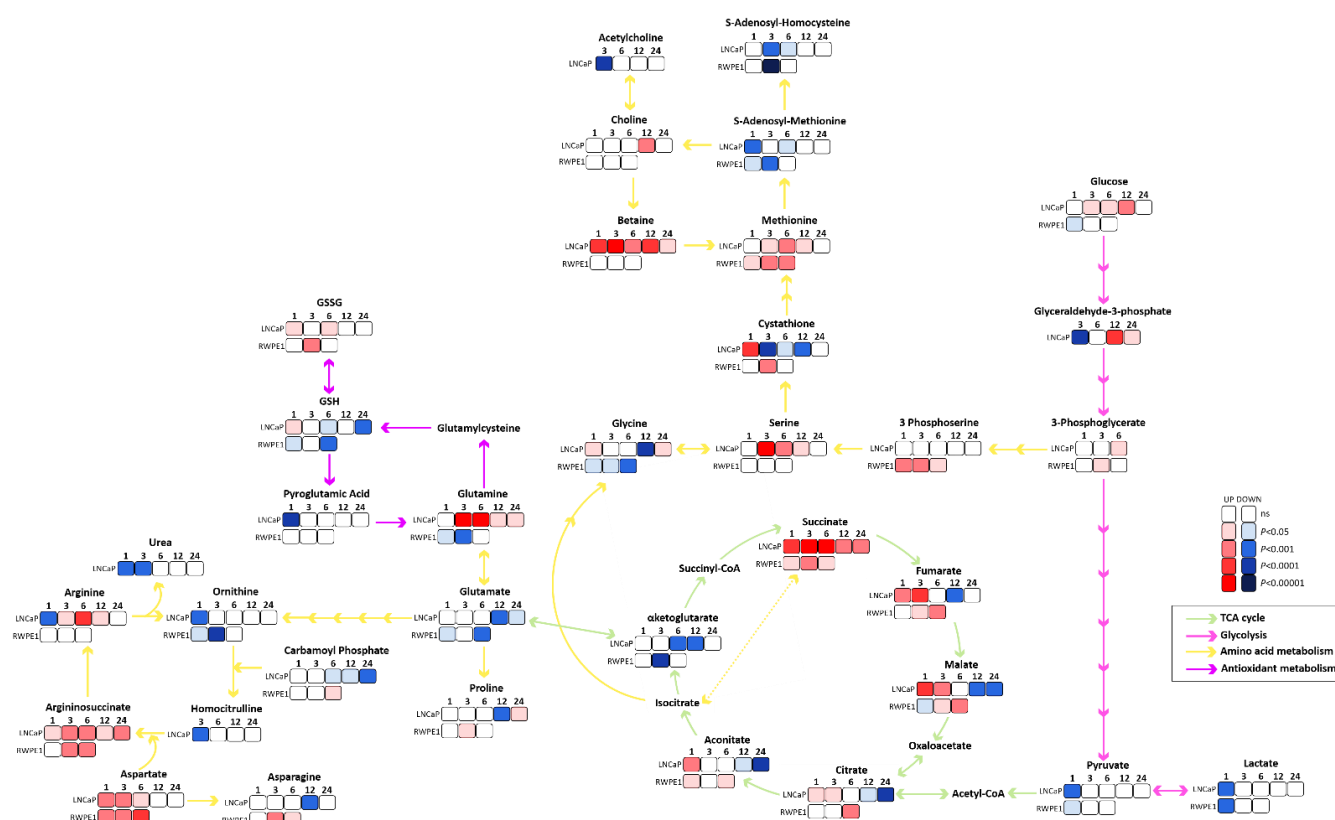 S-Adenosyl-Homocysteine
1 3 6 12 24
LNCaP
RWPE1
Acetylcholine
3 6 12 24
LNCaP
Choline
1 3 6 12 24
LNCaP
RWPE1
S-Adenosyl-Methionine
1 3 6 12 24
LNCaP
RWPE1
Glucose
1 3 6 12 24
LNCaP
RWPE1
Betaine
1 3 6 12 24
LNCaP
RWPE1
Methionine
1 3 6 12 24
LNCaP
RWPE1
GSSG
1 3 6 12 24
LNCaP
RWPE1
Glyceraldehyde-3-phosphate
3 6 12 24
LNCaP
Cystathione
1 3 6 12 24
LNCaP
RWPE1
GSH
1 3 6 12 24
LNCaP
RWPE1
Glutamylcysteine
Glycine
1 3 6 12 24
LNCaP
RWPE1
Serine
1 3 6 12 24
LNCaP
RWPE1
3 Phosphoserine
1 3 6 12 24
LNCaP
RWPE1
3-Phosphoglycerate
1 3 6
LNCaP
RWPE1
Pyroglutamic Acid
1 3 6 12 24
LNCaP
RWPE1
Glutamine
1 3 6 12 24
LNCaP
RWPE1
UP DOWN
ns
P<0.05
P<0.001
P<0.0001
P<0.00001
Succinate
1 3 6 12 24
LNCaP
RWPE1
Urea
1 3 6 12 24
LNCaP
Succinyl-CoA
Fumarate
1 3 6 12 24
LNCaP
RWPE1
Arginine
1 3 6 12 24
LNCaP
RWPE1
Ornithine
1 3 6 12 24
LNCaP
RWPE1
Glutamate
1 3 6 12 24
LNCaP
RWPE1
αketoglutarate
1 3 6 12 24
LNCaP
RWPE1
TCA cycle
Glycolysis
Amino acid metabolism
Antioxidant metabolism
Carbamoyl Phosphate
1 3 6 12 24
LNCaP
RWPE1
Malate
1 3 6 12 24
LNCaP
RWPE1
Proline
1 3 6 12 24
LNCaP
RWPE1
Isocitrate
Argininosuccinate
1 3 6 12 24
LNCaP
RWPE1
Homocitrulline
3 6 12 24
LNCaP
Aconitate
1 3 6 12 24
LNCaP
RWPE1
Oxaloacetate
Aspartate
1 3 6 12 24
LNCaP
RWPE1
Asparagine
1 3 6 12 24
LNCaP
RWPE1
Citrate
1 3 6 12 24
LNCaP
RWPE1
Acetyl-CoA
Pyruvate
1 3 6 12 24
LNCaP
RWPE1
Lactate
1 3 6 12 24
LNCaP
RWPE1